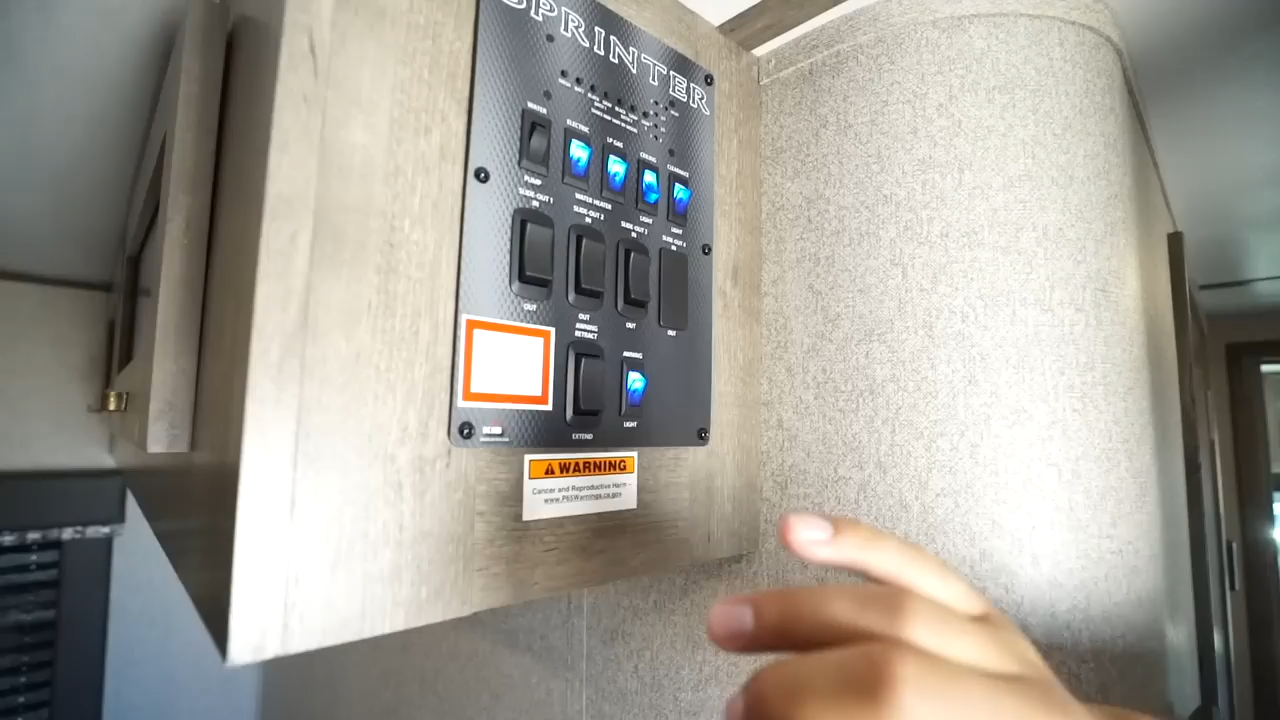 SPRINTER
WATER
PUMP
ELECTRIC
LP GAS
WATER HEATER
CEILING
LIGHT
CLEARANCE
LIGHT
SLIDE-OUT 1
IN
OUT
SLIDE-OUT 2
IN
OUT
SLIDE OUT 3
IN
OUT
SLIDE OUT 4
IN
OUT
AWNING
RETRACT
EXTEND
AWNING
LIGHT
WARNING
Cancer and Reproductive Harm -
www.P65Warnings.ca.gov